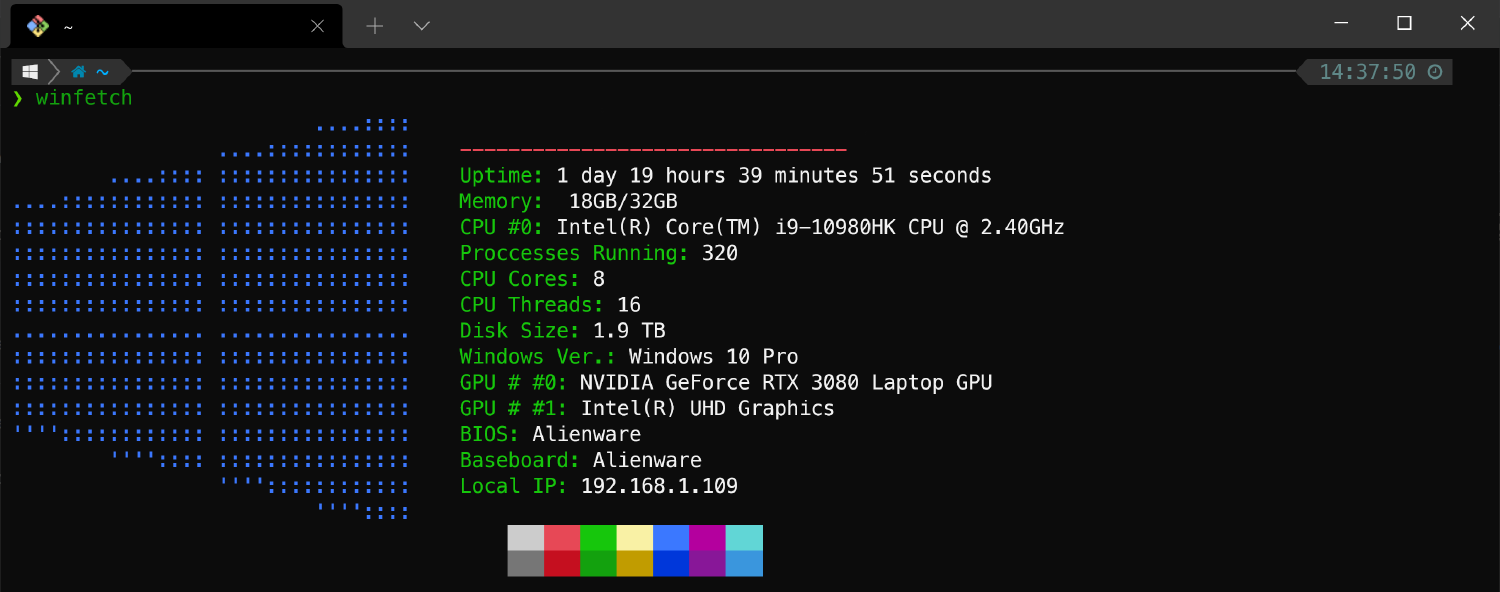 ~
~ 14:37:50
❯ winfetch
-------------------------------
Uptime: 1 day 19 hours 39 minutes 51 seconds
Memory:  18GB/32GB
CPU #0: Intel(R) Core(TM) i9-10980HK CPU @ 2.40GHz
Proccesses Running: 320
CPU Cores: 8
CPU Threads: 16
Disk Size: 1.9 TB
Windows Ver.: Windows 10 Pro
GPU # #0: NVIDIA GeForce RTX 3080 Laptop GPU
GPU # #1: Intel(R) UHD Graphics
BIOS: Alienware
Baseboard: Alienware
Local IP: 192.168.1.109